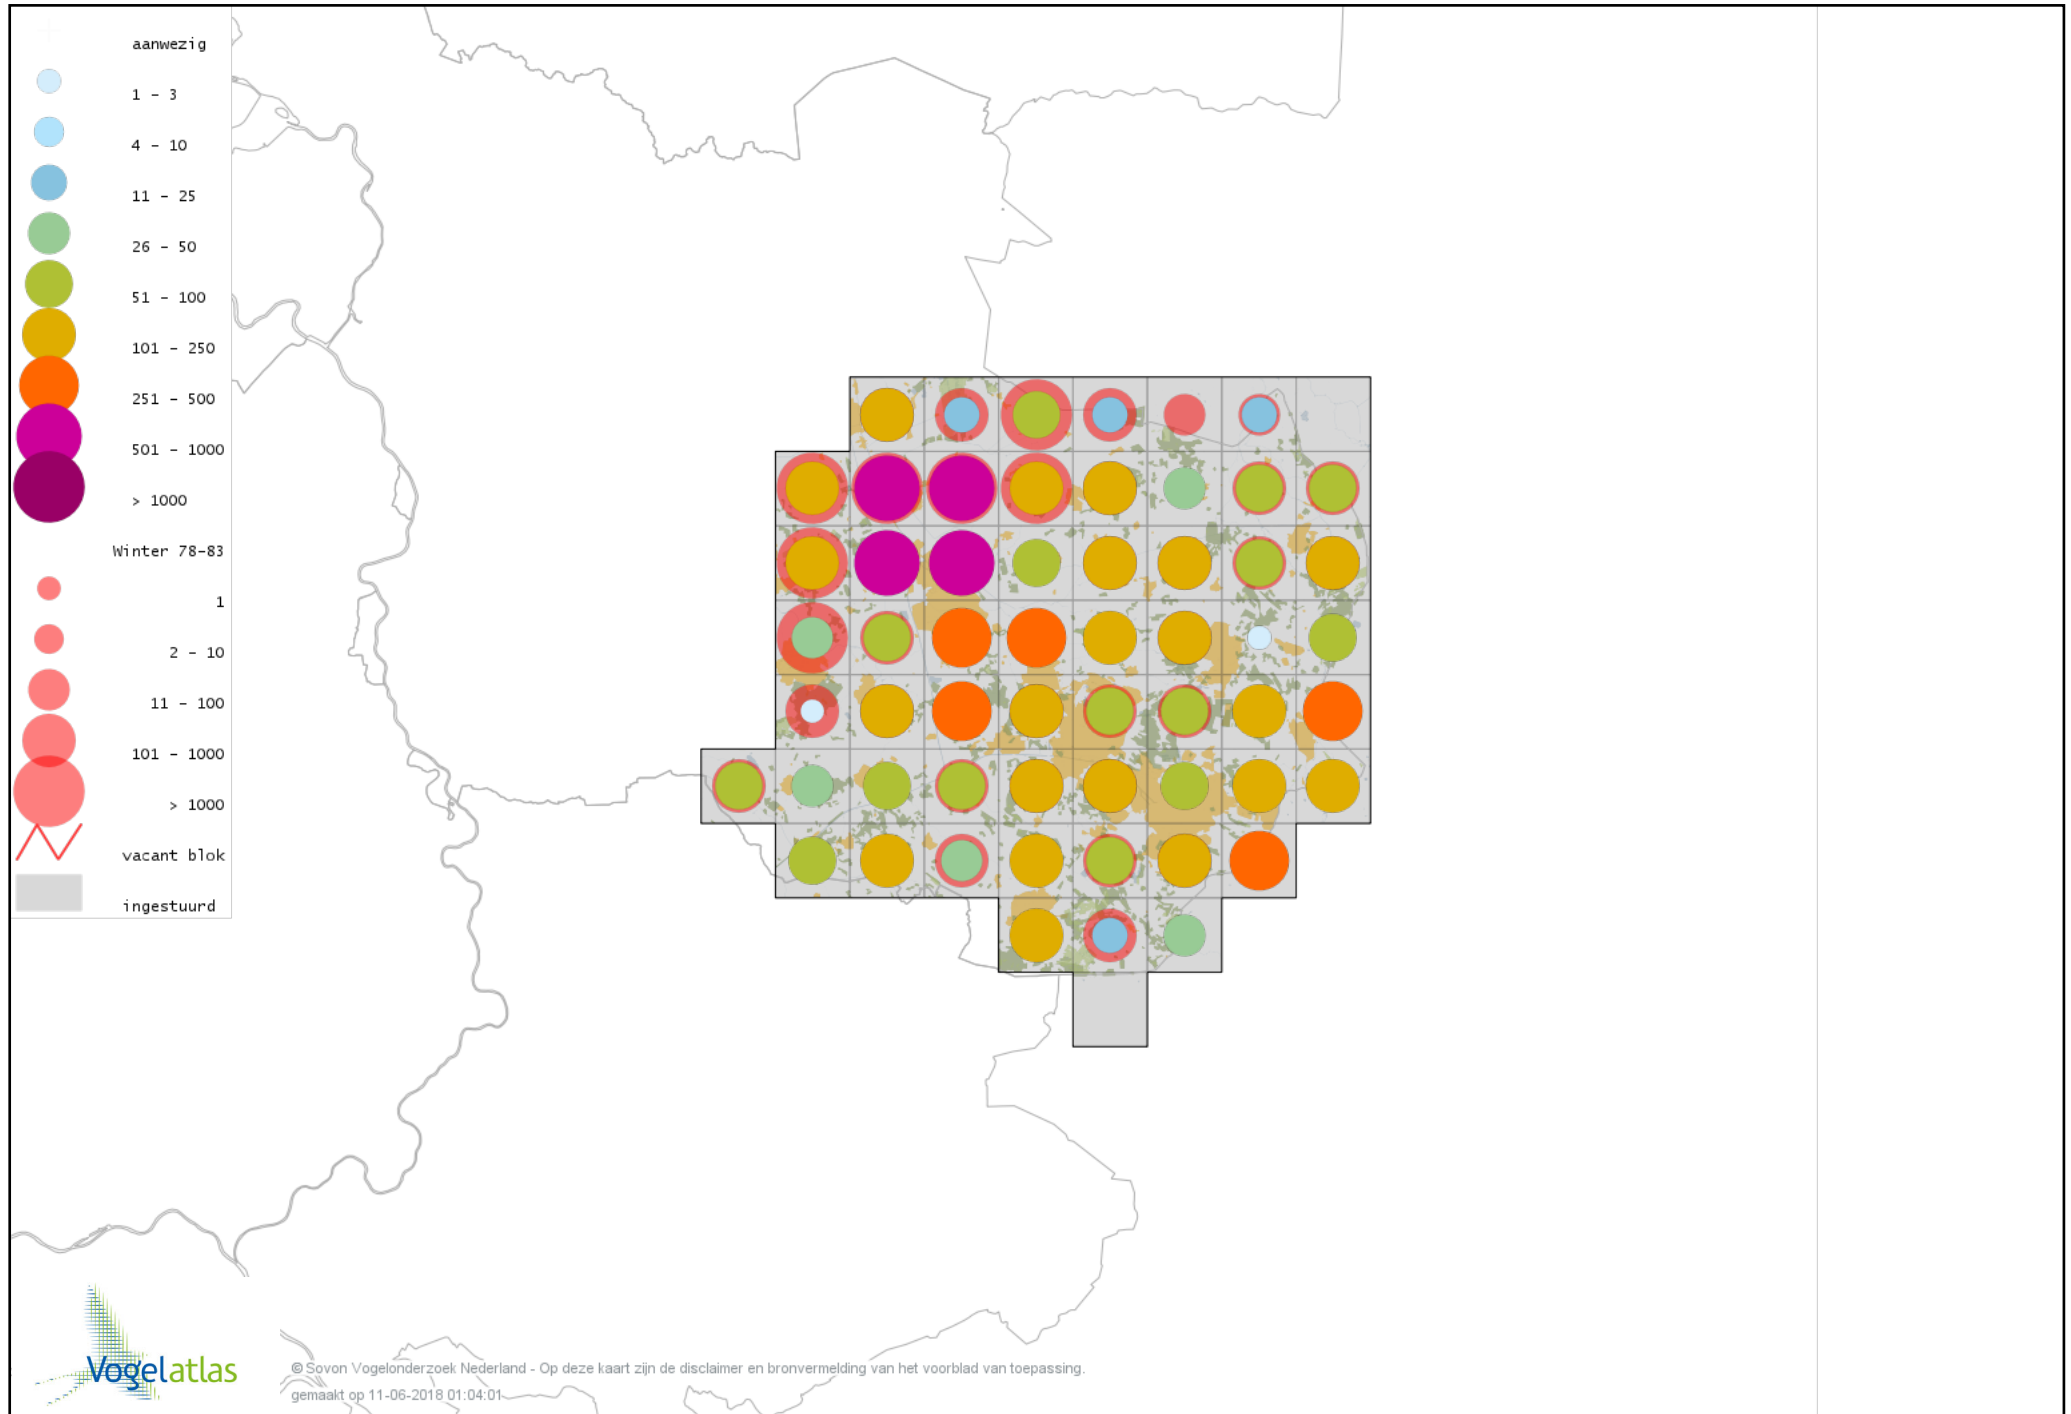 aanwezig
1 - 3
4 - 10
11 - 25
26 - 50
51 - 100
101 - 250
251 - 500
501 - 1000
> 1000
Winter 78-83
1
2 - 10
11 - 100
101 - 1000
> 1000
vacant blok
ingestuurd
Vogelatlas
© Sovon Vogelonderzoek Nederland - Op deze kaart zijn de disclaimer en bronvermelding van het voorblad van toepassing.
gemaakt op 11-06-2018 01:04:01